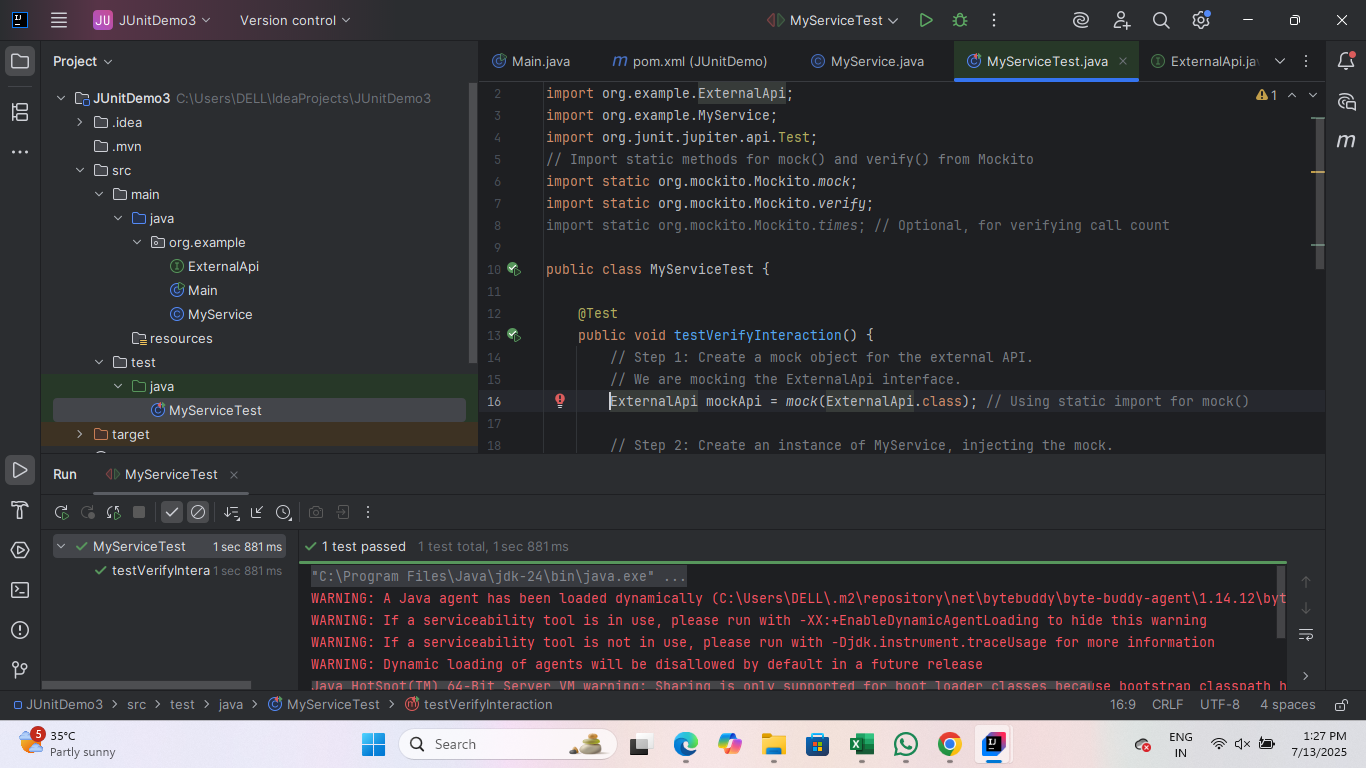 JU JUnitDemo3 Version control MyServiceTest
Project
Main.java m pom.xml (JUnitDemo) MyService.java MyServiceTest.java ExternalApi.ja
JUnitDemo3 C:\Users\DELL\IdeaProjects\JUnitDemo3
.idea
.mvn
src
main
java
org.example
ExternalApi
Main
MyService
resources
test
java
MyServiceTest
target
1
2 import org.example.ExternalApi;
3 import org.example.MyService;
4 import org.junit.jupiter.api.Test;
5 // Import static methods for mock() and verify() from Mockito
6 import static org.mockito.Mockito.mock;
7 import static org.mockito.Mockito.verify;
8 import static org.mockito.Mockito.times; // Optional, for verifying call count
9
10 public class MyServiceTest {
11
12 @Test
13 public void testVerifyInteraction() {
14 // Step 1: Create a mock object for the external API.
15 // We are mocking the ExternalApi interface.
16 ExternalApi mockApi = mock(ExternalApi.class); // Using static import for mock()
17
18 // Step 2: Create an instance of MyService, injecting the mock.
m
Run MyServiceTest
MyServiceTest 1 sec 881 ms
testVerifyIntera 1 sec 881 ms
1 test passed 1 test total, 1 sec 881 ms
"C:\Program Files\Java\jdk-24\bin\java.exe" ...
WARNING: A Java agent has been loaded dynamically (C:\Users\DELL\.m2\repository\net\bytebuddy\byte-buddy-agent\1.14.12\byt
WARNING: If a serviceability tool is in use, please run with -XX:+EnableDynamicAgentLoading to hide this warning
WARNING: If a serviceability tool is not in use, please run with -Djdk.instrument.traceUsage for more information
WARNING: Dynamic loading of agents will be disallowed by default in a future release
Java HotSpot(TM) 64-Bit Server VM warning: Sharing is only supported for boot loader classes because bootstrap classpath h
JUnitDemo3 > src > test > java > MyServiceTest > testVerifyInteraction
16:9 CRLF UTF-8 4 spaces
5
35°C
Partly sunny
Search
ENG
IN
1:27 PM
7/13/2025